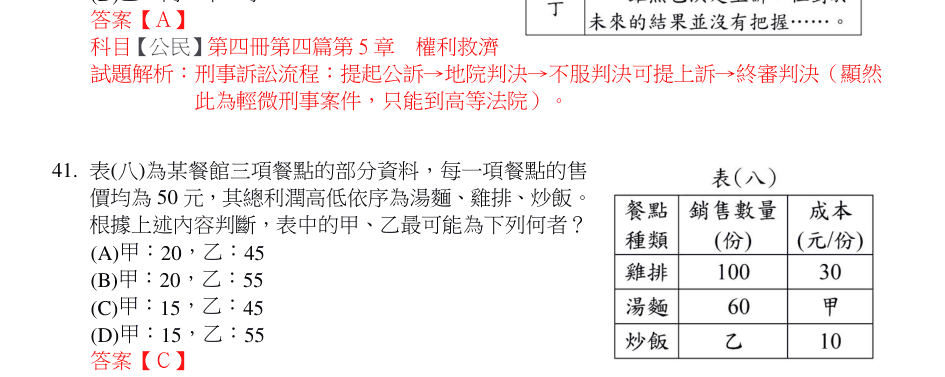 答案【A】
丁
未來的結果並沒有把握……。
科目【公民】第四冊第四篇第 5 章　權利救濟
試題解析：刑事訴訟流程：提起公訴→地院判決→不服判決可提上訴→終審判決（顯然
此為輕微刑事案件，只能到高等法院）。
41. 表(八)為某餐館三項餐點的部分資料，每一項餐點的售
價均為 50 元，其總利潤高低依序為湯麵、雞排、炒飯。
根據上述內容判斷，表中的甲、乙最可能為下列何者？
(A)甲：20，乙：45
(B)甲：20，乙：55
(C)甲：15，乙：45
(D)甲：15，乙：55
答案【C】
表(八)
餐點種類 銷售數量(份) 成本(元/份)
雞排 100 30
湯麵 60 甲
炒飯 乙 10